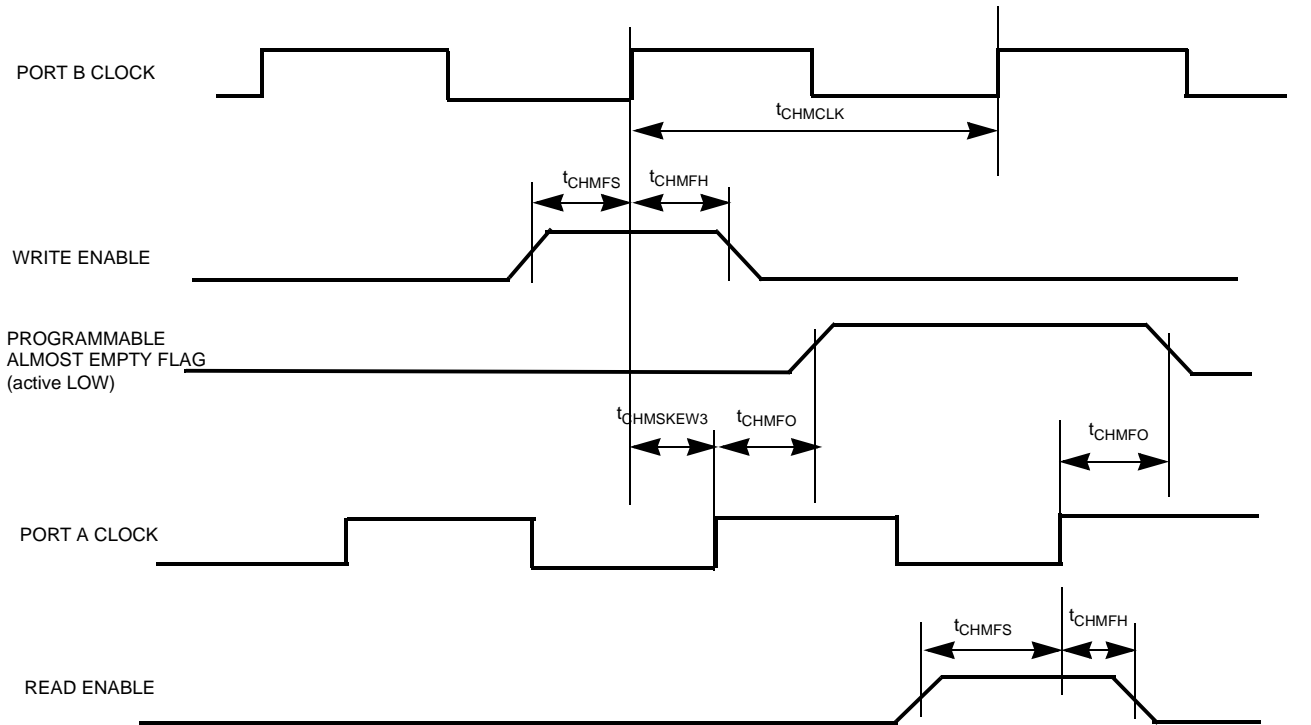 PORT B CLOCK
tCHMCLK
tCHMFS
tCHMFH
WRITE ENABLE
PROGRAMMABLE
ALMOST EMPTY FLAG
(active LOW)
tCHMSKEW3
tCHMFO
tCHMFO
PORT A CLOCK
tCHMFS
tCHMFH
READ ENABLE